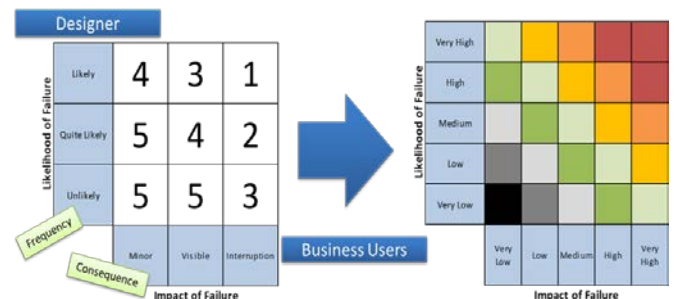 Designer
Likelihood of Failure
Likely 4 3 1
Quite Likely 5 4 2
Unlikely 5 5 3
Frequency
Consequence
Minor Visible Interruption
Impact of Failure
Business Users
Likelihood of Failure
Very High
High
Medium
Low
Very Low
Very Low Low Medium High Very High
Impact of Failure